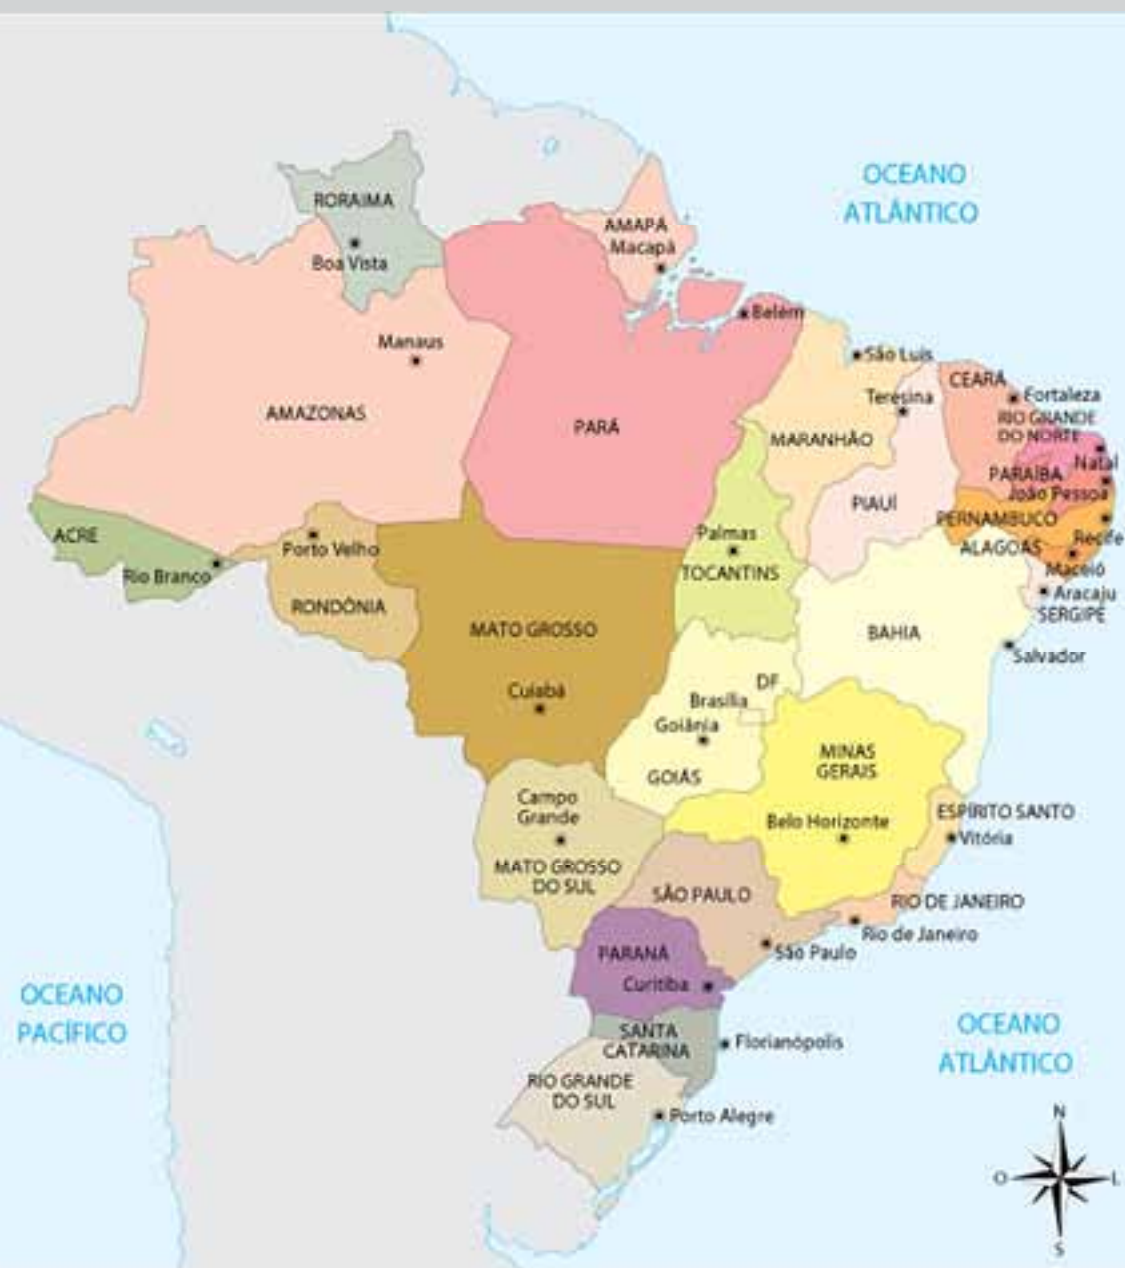 OCEANO
ATLÂNTICO
RORAIMA
Boa Vista
AMAPÁ
Macapá
Belém
Manaus
São Luís
AMAZONAS
PARÁ
Teresina
CEARÁ
Fortaleza
RIO GRANDE
DO NORTE
MARANHÃO
Natal
PARAÍBA
João Pessoa
PIAUÍ
PERNAMBUCO
Recife
ACRE
Porto Velho
Palmas
ALAGOAS
Maceió
Rio Branco
TOCANTINS
Aracaju
SERGIPE
RONDÔNIA
MATO GROSSO
BAHIA
Salvador
Cuiabá
DF
Brasília
Goiânia
GOIÁS
MINAS
GERAIS
Campo
Grande
Belo Horizonte
ESPÍRITO SANTO
Vitória
MATO GROSSO
DO SUL
SÃO PAULO
RIO DE JANEIRO
Rio de Janeiro
São Paulo
PARANÁ
Curitiba
OCEANO
PACÍFICO
SANTA
CATARINA
Florianópolis
OCEANO
ATLÂNTICO
RIO GRANDE
DO SUL
Porto Alegre
N
O
L
S